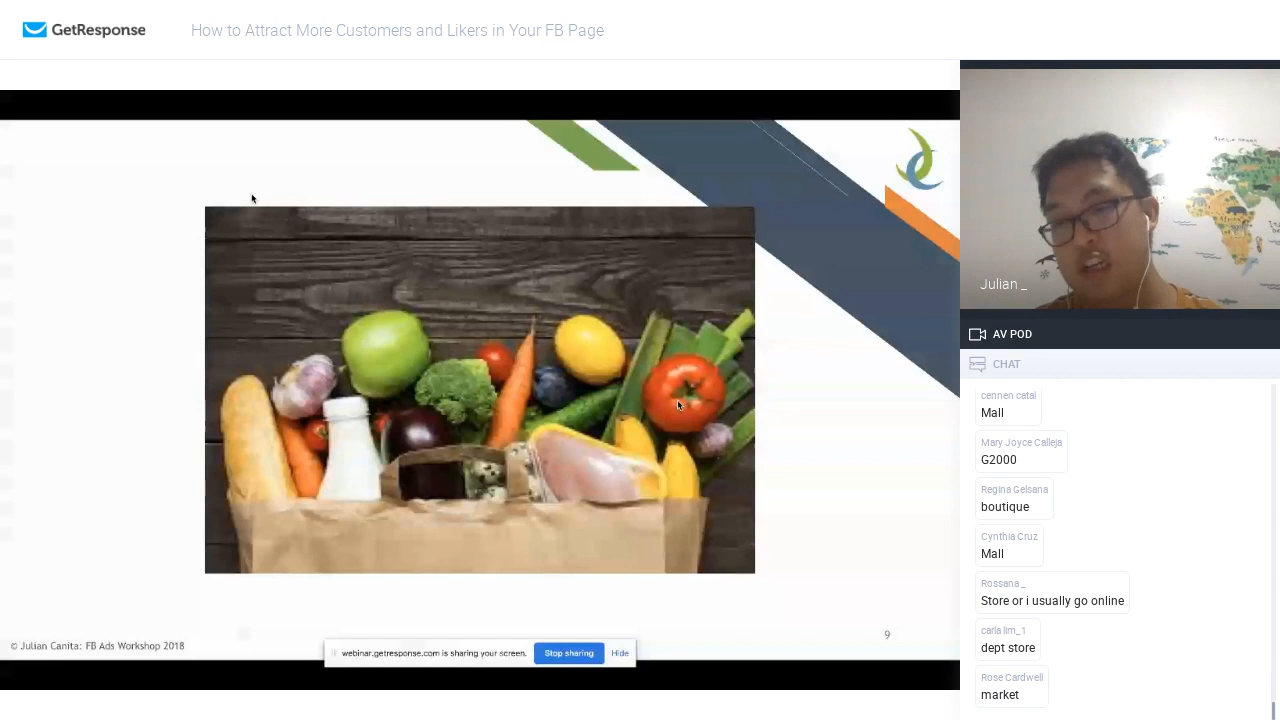 GetResponse
How to Attract More Customers and Likers in Your FB Page
Julian _
AV POD
CHAT
cennen catal
Mall
Mary Joyce Calleja
G2000
Regina Gelsana
boutique
Cynthia Cruz
Mall
Rossana _
Store or i usually go online
carla lim_1
dept store
Rose Cardwell
market
9
© Julian Canita: FB Ads Workshop 2018
webinar.getresponse.com is sharing your screen.
Stop sharing
Hide